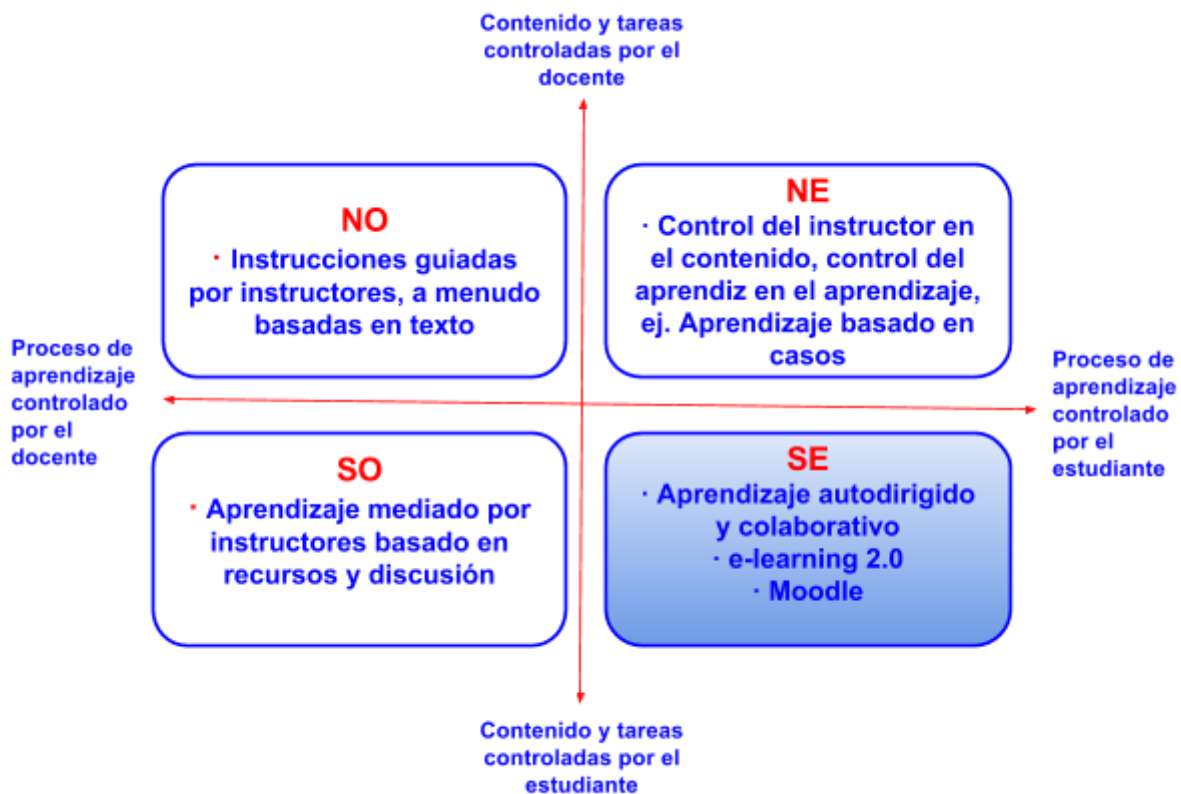 Contenido y tareas
controladas por el
docente
NO
· Instrucciones guiadas
por instructores, a menudo
basadas en texto
NE
· Control del instructor en
el contenido, control del
aprendiz en el aprendizaje,
ej. Aprendizaje basado en
casos
Proceso de
aprendizaje
controlado
por el
docente
Proceso de
aprendizaje
controlado
por el
estudiante
SO
· Aprendizaje mediado por
instructores basado en
recursos y discusión
SE
· Aprendizaje autodirigido
y colaborativo
· e-learning 2.0
· Moodle
Contenido y tareas
controladas por el
estudiante